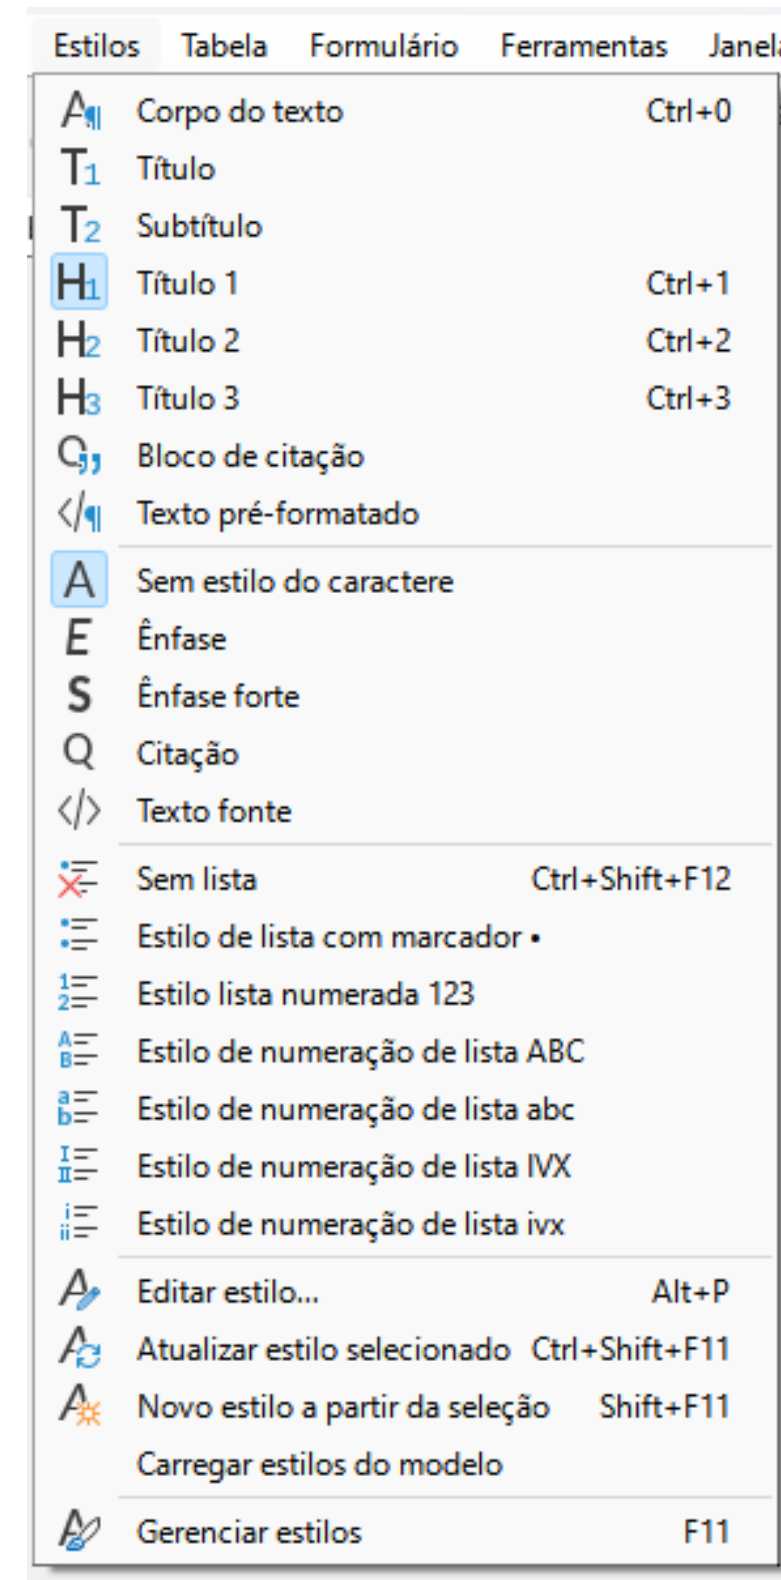 Estilos Tabela Formulário Ferramentas Janela
Corpo do texto Ctrl+0
Título
Subtítulo
Título 1 Ctrl+1
Título 2 Ctrl+2
Título 3 Ctrl+3
Bloco de citação
Texto pré-formatado
Sem estilo do caractere
Ênfase
Ênfase forte
Citação
Texto fonte
Sem lista Ctrl+Shift+F12
Estilo de lista com marcador •
Estilo lista numerada 123
Estilo de numeração de lista ABC
Estilo de numeração de lista abc
Estilo de numeração de lista IVX
Estilo de numeração de lista ivx
Editar estilo... Alt+P
Atualizar estilo selecionado Ctrl+Shift+F11
Novo estilo a partir da seleção Shift+F11
Carregar estilos do modelo
Gerenciar estilos F11